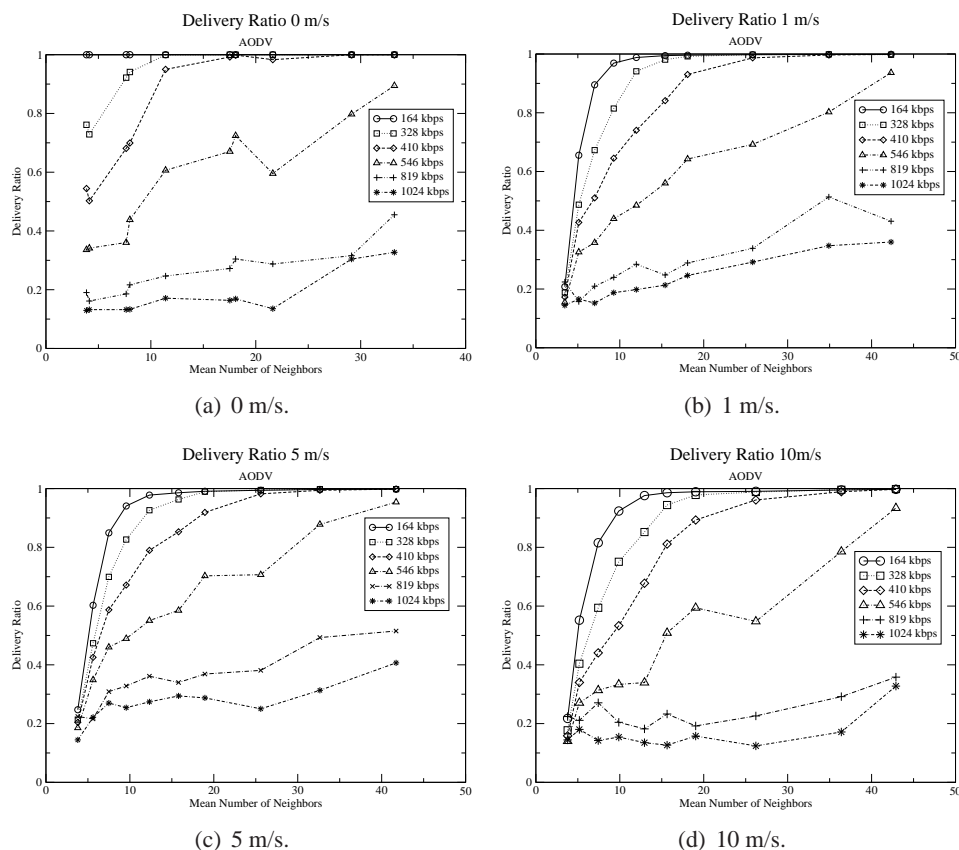 Delivery Ratio 0 m/s
AODV
1
0.8
0.6
0.4
0.2
0
Delivery Ratio
164 kbps
328 kbps
410 kbps
546 kbps
819 kbps
1024 kbps
0 10 20 30 40
Mean Number of Neighbors
(a) 0 m/s.
Delivery Ratio 1 m/s
AODV
1
0.8
0.6
0.4
0.2
0
Delivery Ratio
164 kbps
328 kbps
410 kbps
546 kbps
819 kbps
1024 kbps
0 10 20 30 40 50
Mean Number of Neighbors
(b) 1 m/s.
Delivery Ratio 5 m/s
AODV
1
0.8
0.6
0.4
0.2
0
Delivery Ratio
164 kbps
328 kbps
410 kbps
546 kbps
819 kbps
1024 kbps
0 10 20 30 40 50
Mean Number of Neighbors
(c) 5 m/s.
Delivery Ratio 10m/s
AODV
1
0.8
0.6
0.4
0.2
0
Delivery Ratio
164 kbps
328 kbps
410 kbps
546 kbps
819 kbps
1024 kbps
0 10 20 30 40 50
Mean Number of Neighbors
(d) 10 m/s.